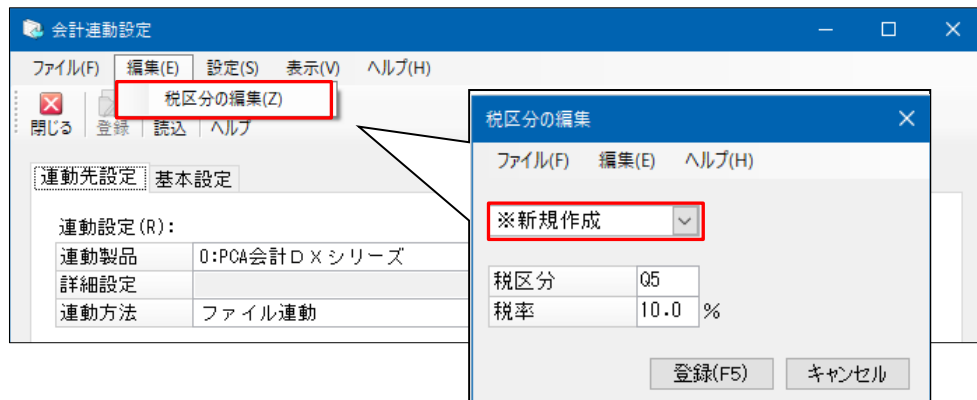 会計連動設定
ファイル(F) 編集(E) 設定(S) 表示(V) ヘルプ(H)
税区分の編集(Z)
閉じる 登録 読込 ヘルプ
連動先設定 基本設定
連動設定(R):
連動製品 0:PCA会計DXシリーズ
詳細設定
連動方法 ファイル連動
税区分の編集
ファイル(F) 編集(E) ヘルプ(H)
※新規作成
税区分 Q5
税率 10.0 %
登録(F5) キャンセル